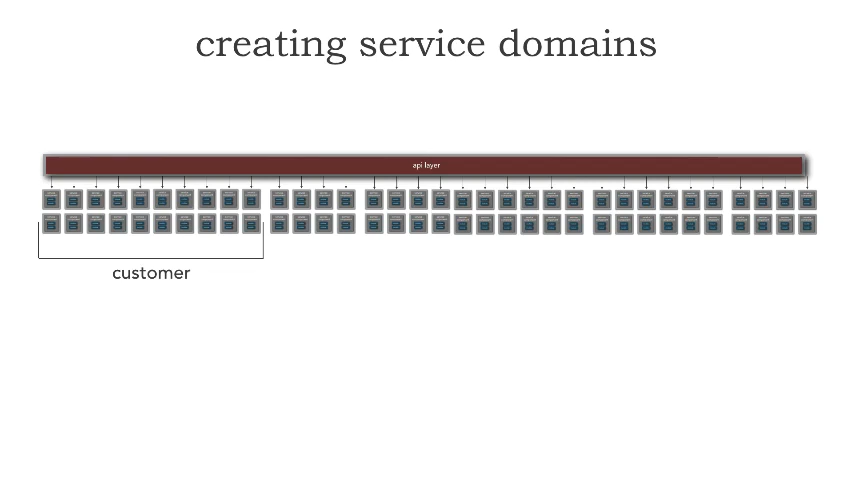 creating service domains
api layer
customer